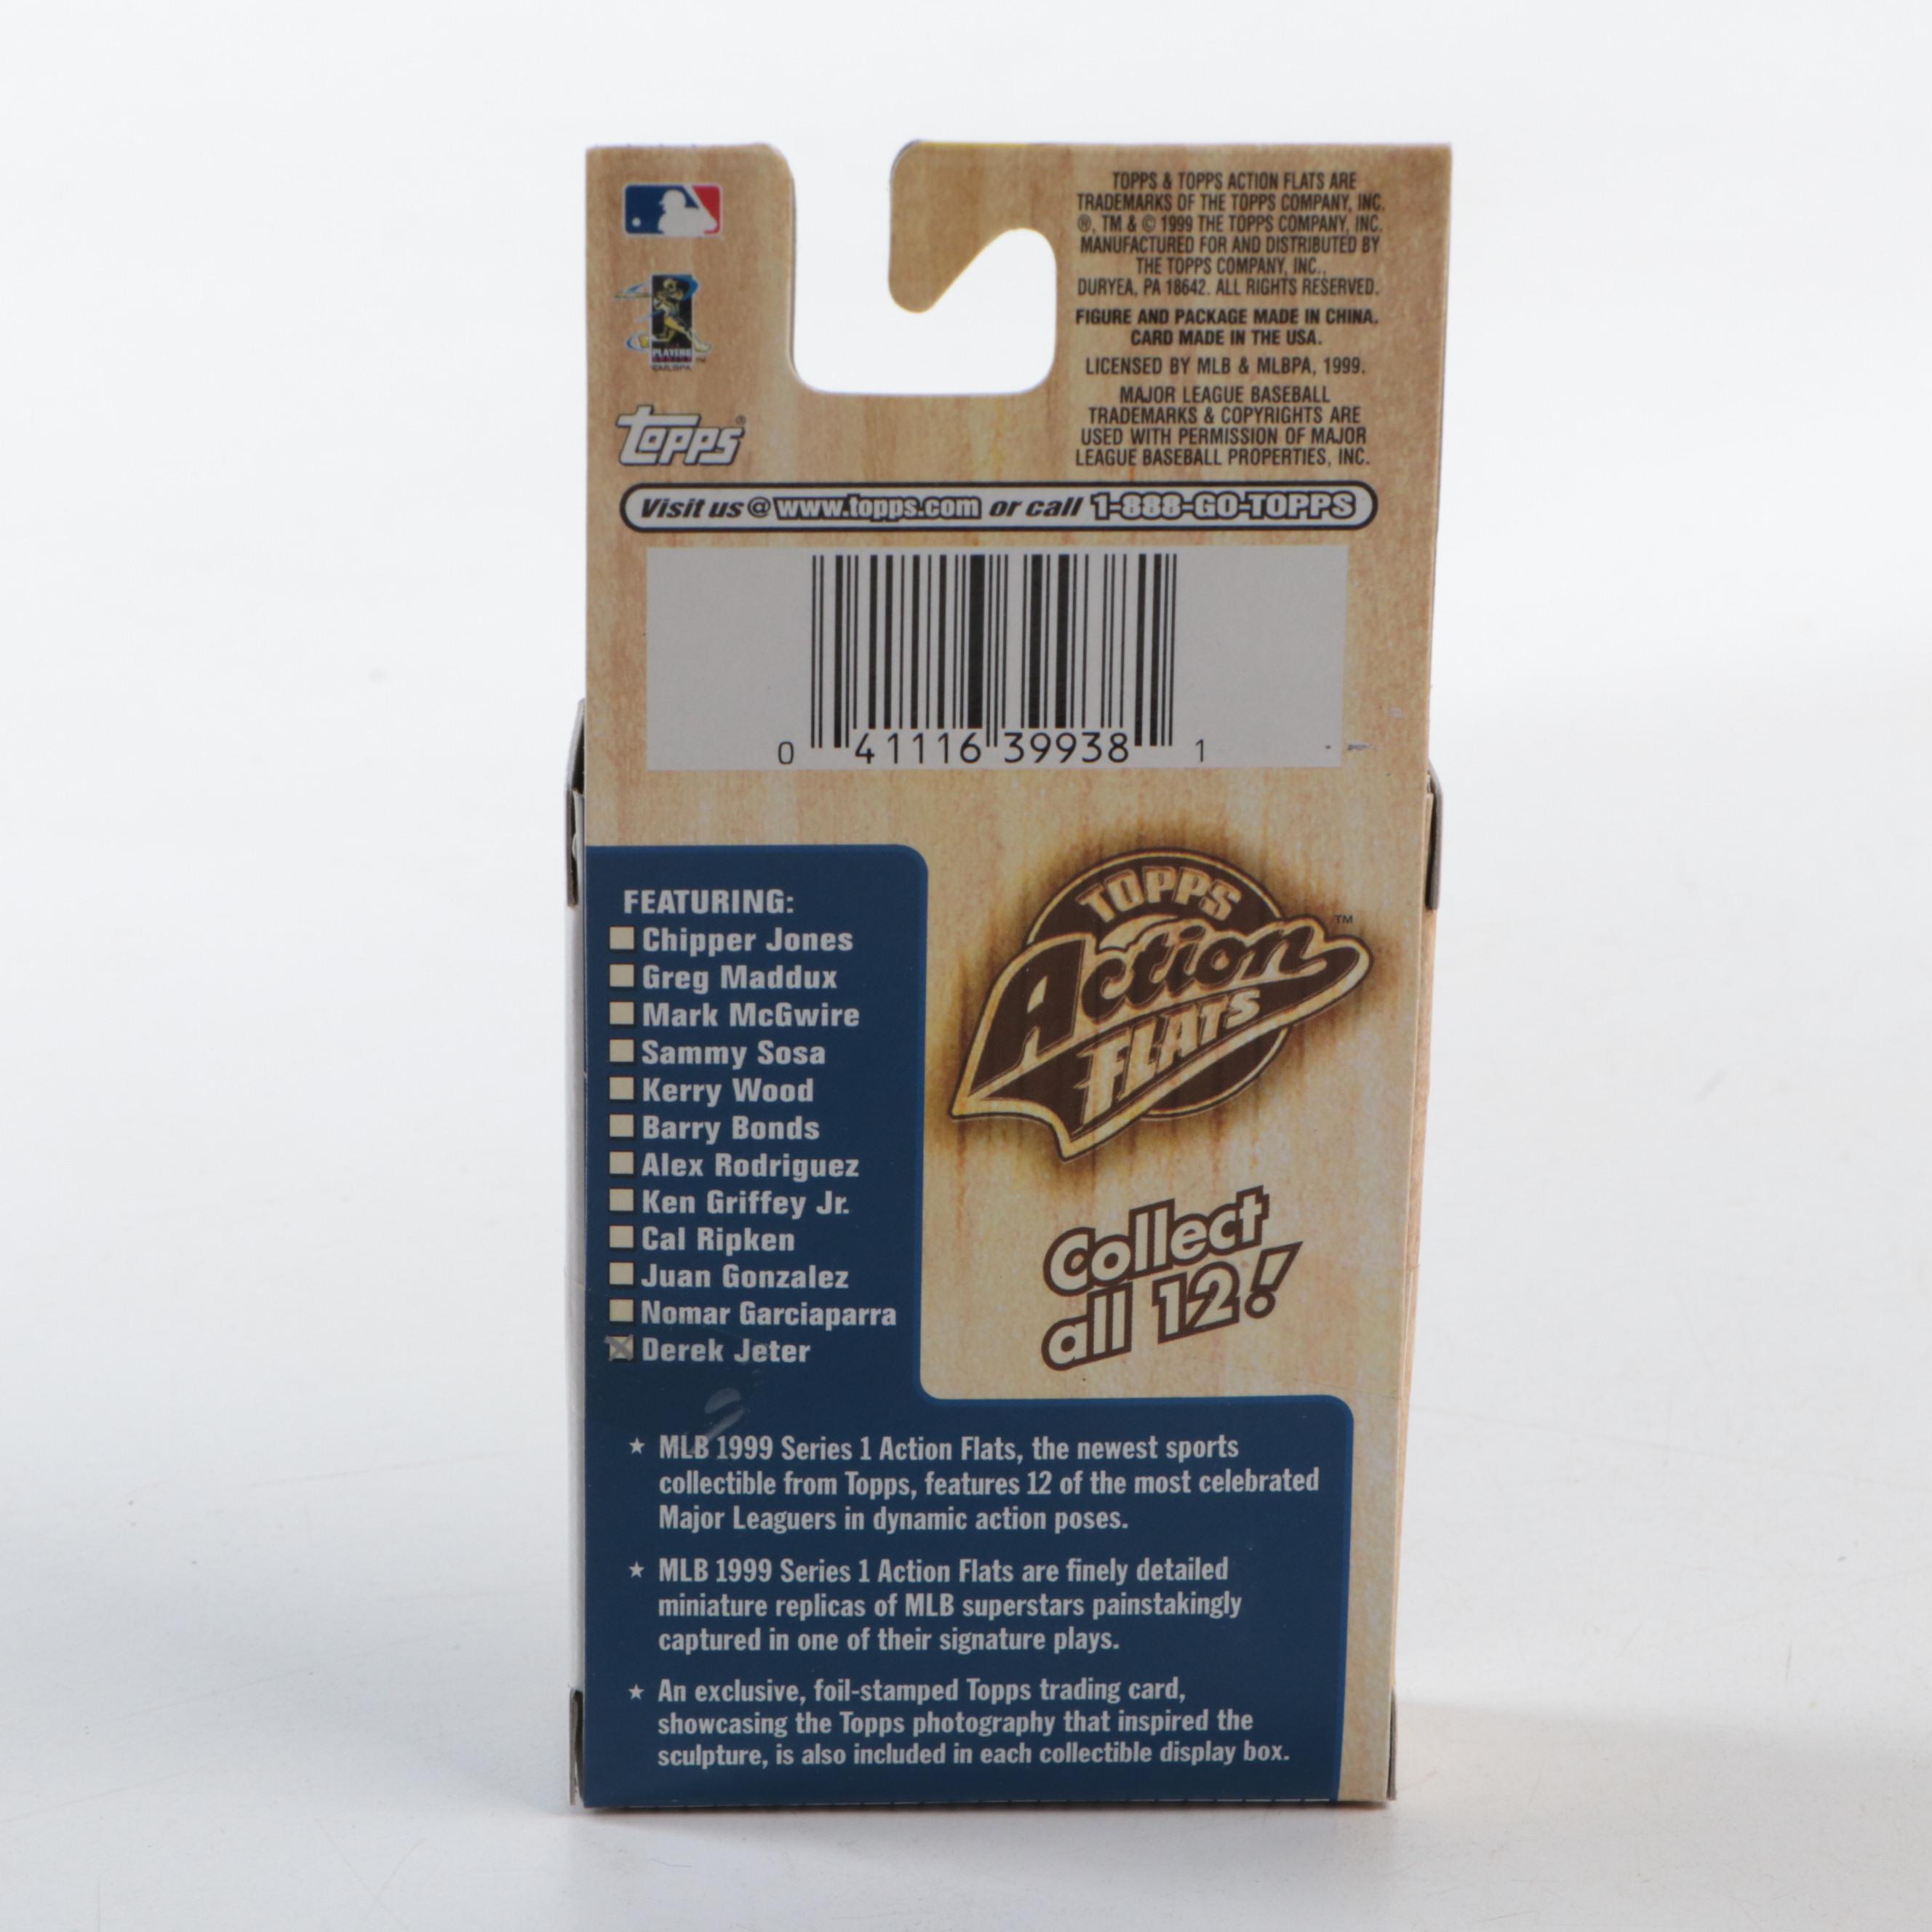 TOPPS & TOPPS ACTION FLATS ARE
TRADEMARKS OF THE TOPPS COMPANY, INC.
®, TM & © 1999 THE TOPPS COMPANY, INC.
MANUFACTURED FOR AND DISTRIBUTED BY
THE TOPPS COMPANY, INC.,
DURYEA, PA 18642. ALL RIGHTS RESERVED.
FIGURE AND PACKAGE MADE IN CHINA.
CARD MADE IN THE USA.
LICENSED BY MLB & MLBPA, 1999.
MAJOR LEAGUE BASEBALL
TRADEMARKS & COPYRIGHTS ARE
USED WITH PERMISSION OF MAJOR
LEAGUE BASEBALL PROPERTIES, INC.
PLAYERS
TOPPS®
Visit us @ www.topps.com or call 1-888-GO-TOPPS
0 41116 39938 1
TOPPS
Action
FLATS
™
FEATURING:
Chipper Jones
Greg Maddux
Mark McGwire
Sammy Sosa
Kerry Wood
Barry Bonds
Alex Rodriguez
Ken Griffey Jr.
Cal Ripken
Juan Gonzalez
Nomar Garciaparra
Derek Jeter
Collect
all 12!
★ MLB 1999 Series 1 Action Flats, the newest sports
collectible from Topps, features 12 of the most celebrated
Major Leaguers in dynamic action poses.
★ MLB 1999 Series 1 Action Flats are finely detailed
miniature replicas of MLB superstars painstakingly
captured in one of their signature plays.
★ An exclusive, foil-stamped Topps trading card,
showcasing the Topps photography that inspired the
sculpture, is also included in each collectible display box.